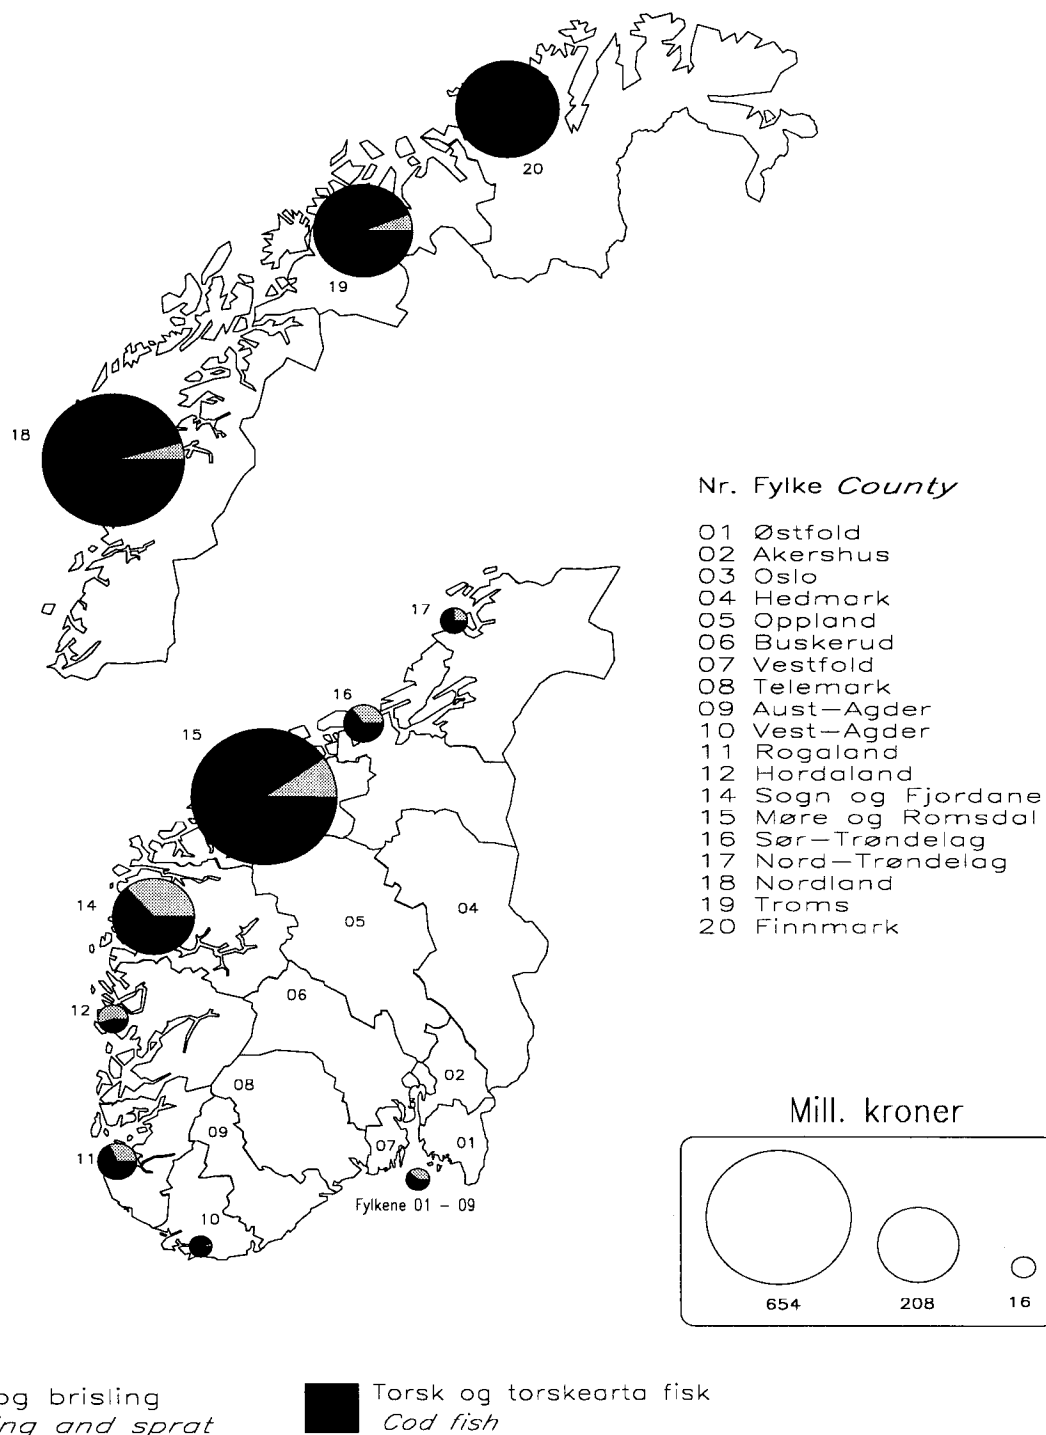 20
19
18
Nr. Fylke County
01 Østfold
02 Akershus
03 Oslo
04 Hedmark
05 Oppland
06 Buskerud
07 Vestfold
08 Telemark
09 Aust-Agder
10 Vest-Agder
11 Rogaland
12 Hordaland
14 Sogn og Fjordane
15 Møre og Romsdal
16 Sør-Trøndelag
17 Nord-Trøndelag
18 Nordland
19 Troms
20 Finnmark
17
16
15
14
05
04
06
12
08
02
09
07
01
11
Fylkene 01 - 09
10
Mill. kroner
654
208
16
og brisling
ing and sprat
Torsk og torskearta fisk
Cod fish